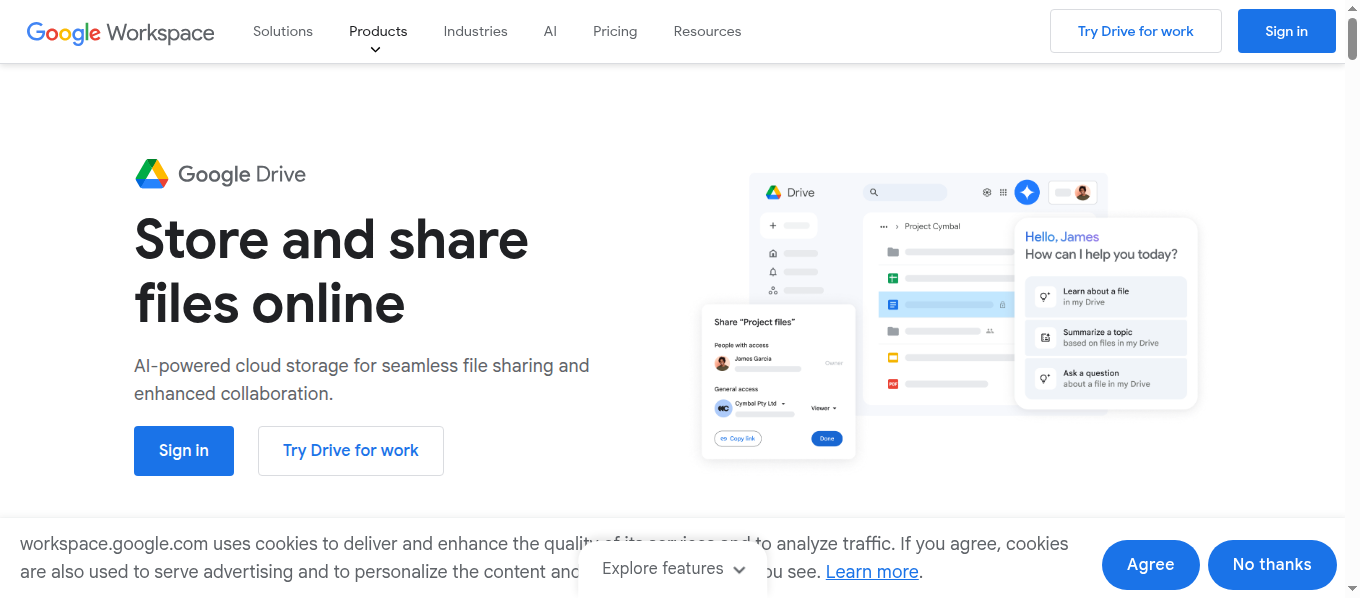 Google Workspace
Solutions
Products
Industries
AI
Pricing
Resources
Try Drive for work
Sign in
Google Drive
Store and share
files online
AI-powered cloud storage for seamless file sharing and
enhanced collaboration.
Sign in
Try Drive for work
Drive
Project Cymbal
Hello, James
How can I help you today?
Learn about a file
in my Drive
Summarize a topic
based on files in my Drive
Ask a question
about a file in my Drive
PDF
Share "Project files"
People with access
James Garcia
Owner
General access
Cymbal Pty Ltd
Viewer
Copy link
Done
workspace.google.com uses cookies to deliver and enhance the quality of its services and to analyze traffic. If you agree, cookies
are also used to serve advertising and to personalize the content and you see. Learn more.
Explore features
Agree
No thanks